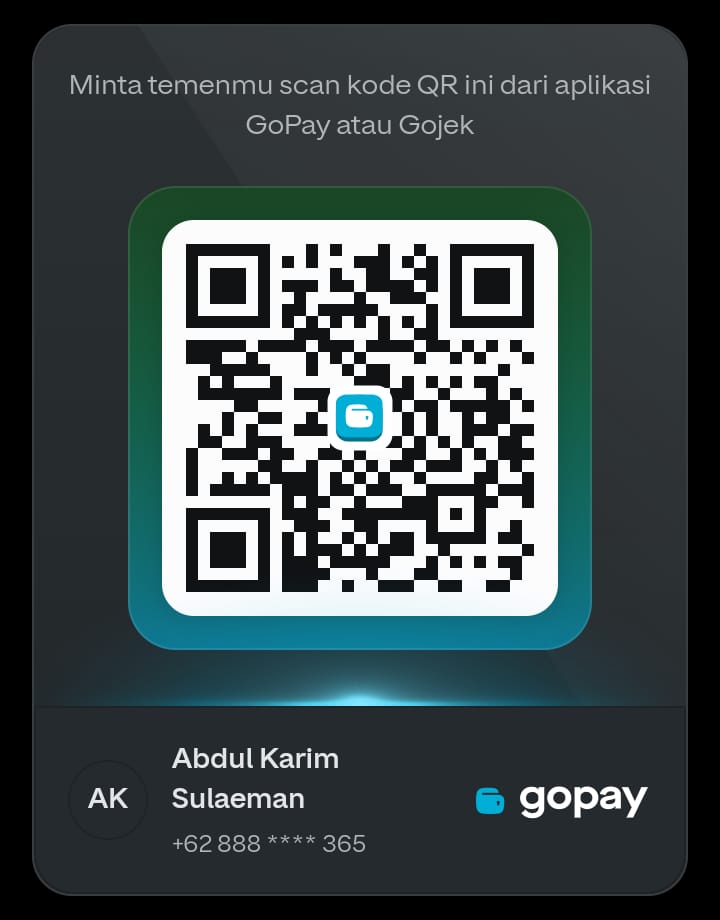 Minta temenmu scan kode QR ini dari aplikasi
GoPay atau Gojek
AK
Abdul Karim
Sulaeman
+62 888 **** 365
gopay